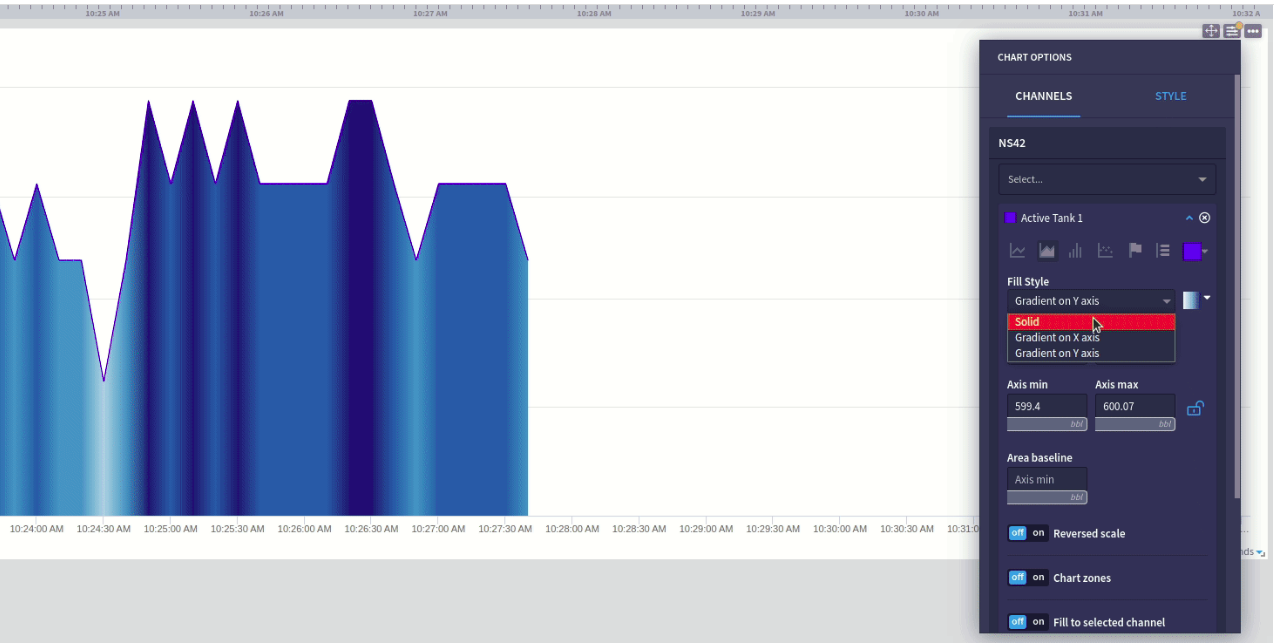 10:25 AM 10:26 AM 10:27 AM 10:28 AM 10:29 AM 10:30 AM 10:31 AM 10:32 A
CHART OPTIONS
CHANNELS STYLE
NS42
Select...
Active Tank 1
Fill Style
Gradient on Y axis
Solid
Gradient on X axis
Gradient on Y axis
Axis min Axis max
599.4 600.07
bbl bbl
Area baseline
Axis min
bbl
10:24:00 AM 10:24:30 AM 10:25:00 AM 10:25:30 AM 10:26:00 AM 10:26:30 AM 10:27:00 AM 10:27:30 AM 10:28:00 AM 10:28:30 AM 10:29:00 AM 10:29:30 AM 10:30:00 AM 10:30:30 AM 10:31:0 ...
off on Reversed scale
nds
off on Chart zones
off on Fill to selected channel